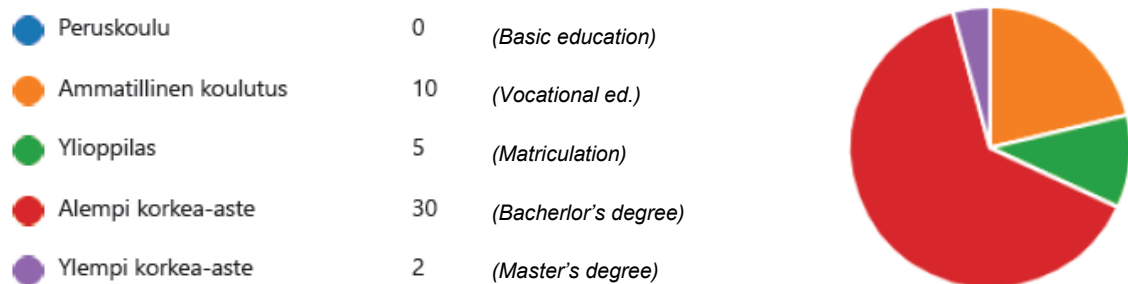 Peruskoulu 0 (Basic education)
Ammatillinen koulutus 10 (Vocational ed.)
Ylioppilas 5 (Matriculation)
Alempi korkea-aste 30 (Bacherlor's degree)
Ylempi korkea-aste 2 (Master's degree)